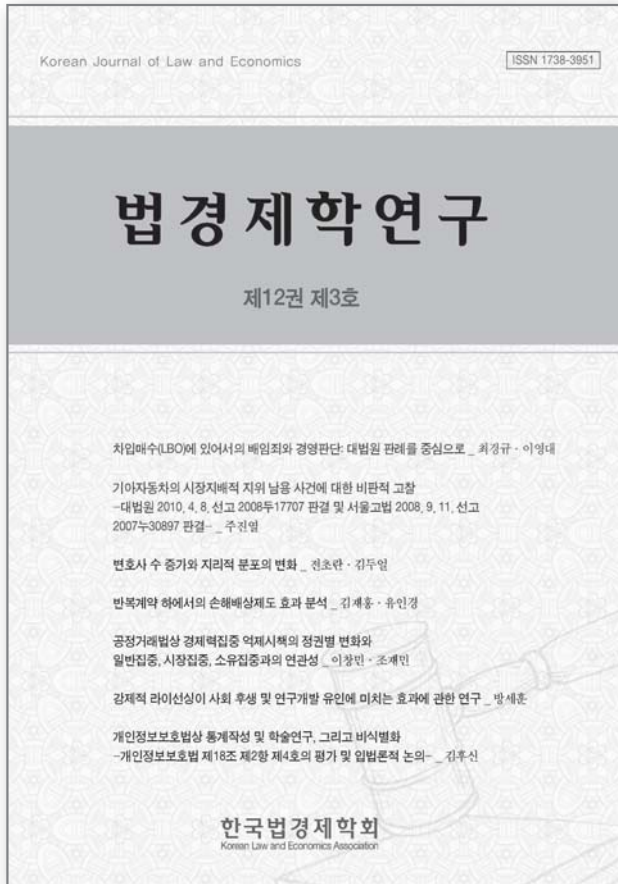 Korean Journal of Law and Economics
ISSN 1738-3951
법경제학연구
제12권 제3호
차입매수(LBO)에 있어서의 배임죄와 경영판단: 대법원 판례를 중심으로 _ 최경규 · 이영대
기아자동차의 시장지배적 지위 남용 사건에 대한 비판적 고찰
-대법원 2010. 4. 8. 선고 2008두17707 판결 및 서울고법 2008. 9. 11. 선고
2007누30897 판결- _ 주진열
변호사 수 증가와 지리적 분포의 변화 _ 전초란 · 김두얼
반복계약 하에서의 손해배상제도 효과 분석 _ 김재홍 · 유인경
공정거래법상 경제력집중 억제시책의 정권별 변화와
일반집중, 시장집중, 소유집중과의 연관성 _ 이창민 · 조재민
강제적 라이선싱이 사회 후생 및 연구개발 유인에 미치는 효과에 관한 연구 _ 방세훈
개인정보보호법상 통계작성 및 학술연구, 그리고 비식별화
-개인정보보호법 제18조 제2항 제4호의 평가 및 입법론적 논의- _ 김후신
한국법경제학회
Korean Law and Economics Association